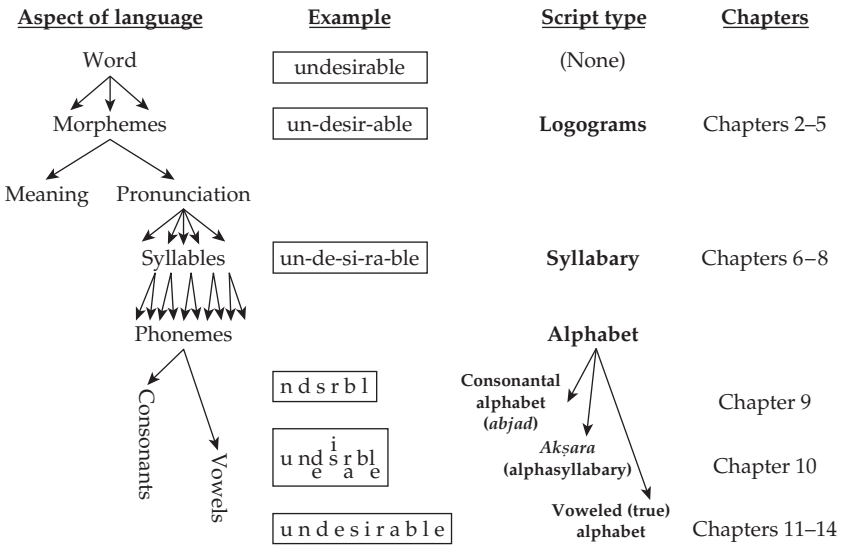 Aspect of language Example Script type Chapters
Word undesirable (None)
Morphemes un-desir-able Logograms Chapters 2–5
Meaning Pronunciation
Syllables un-de-si-ra-ble Syllabary Chapters 6–8
Phonemes Alphabet
Consonants
Vowels
n d s r b l
Consonantal
alphabet
(abjad)
Chapter 9
i
u n d s r b l
e a e
Akṣara
(alphasyllabary)
Chapter 10
u n d e s i r a b l e
Voweled (true)
alphabet
Chapters 11–14